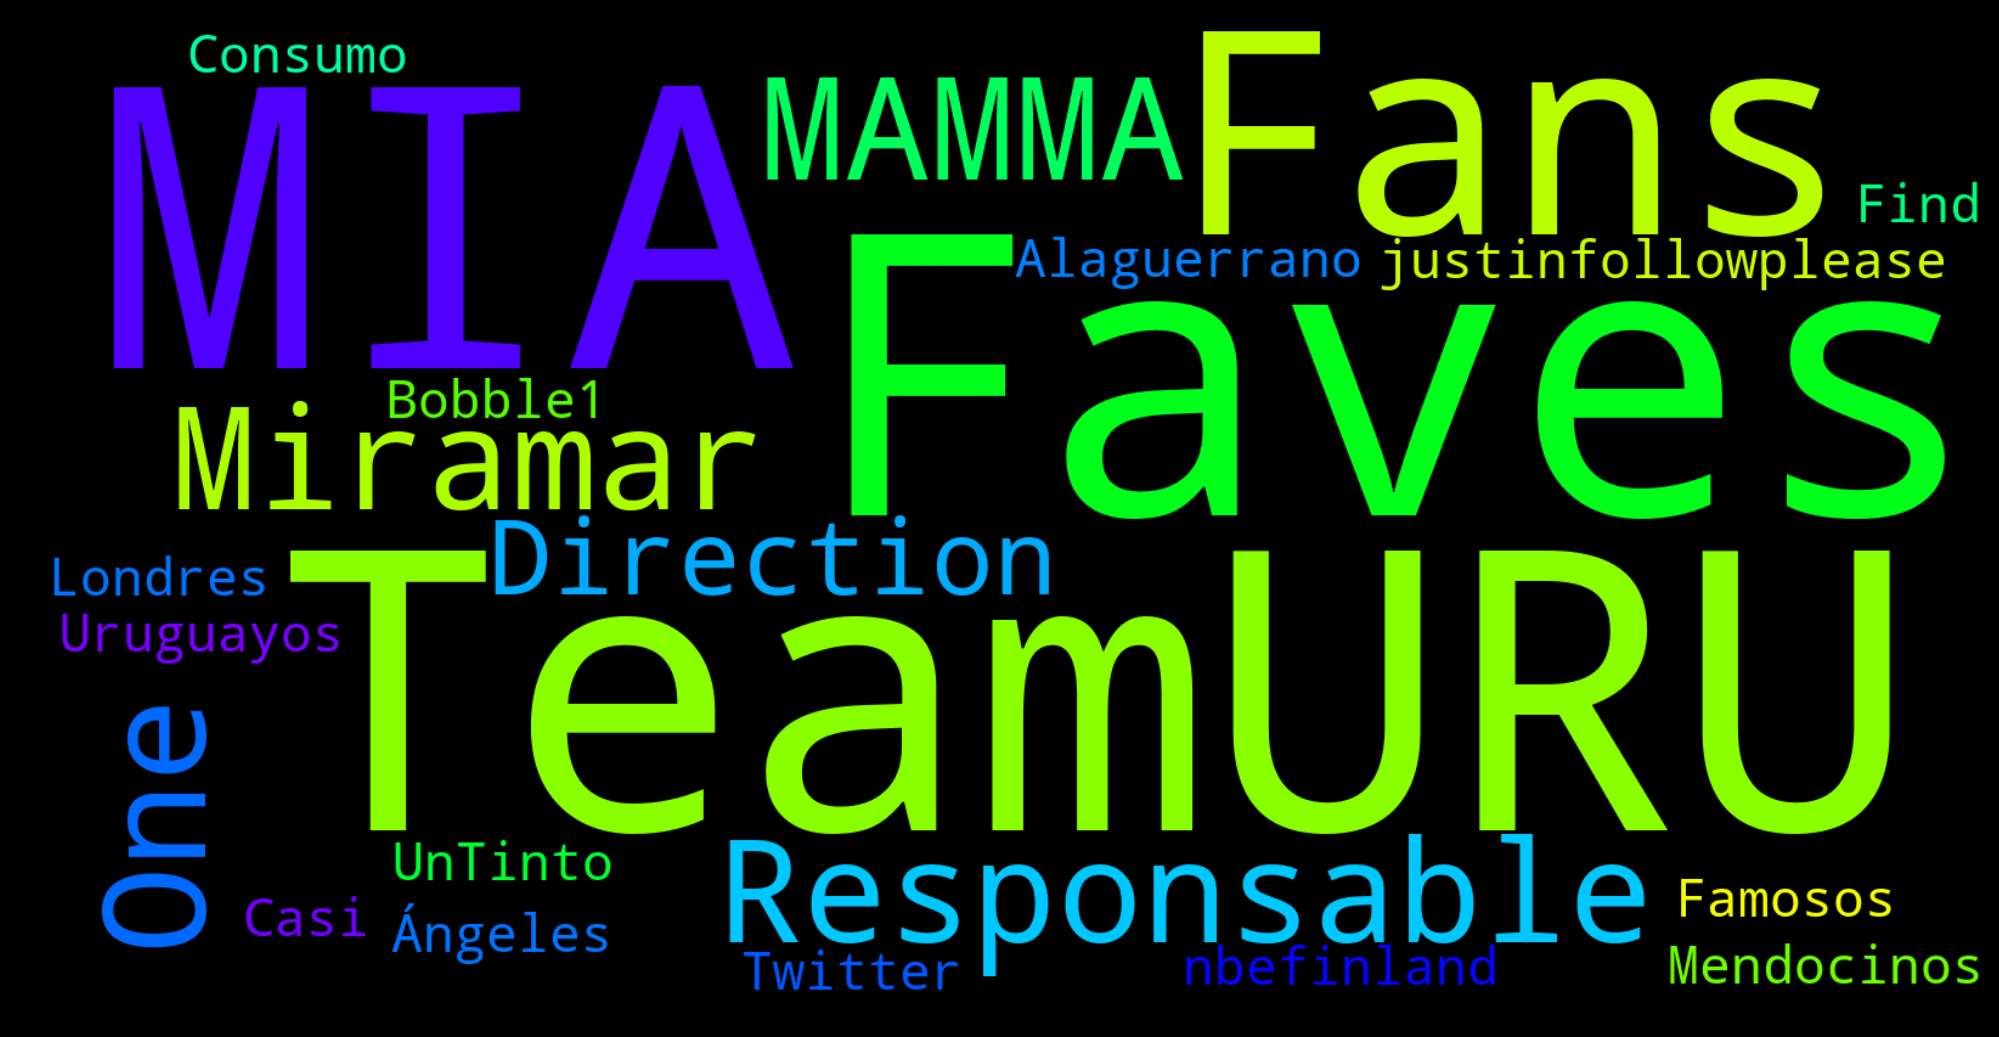 Consumo
MIA
MAMMA
Fans
Find
Alaguerrano
justinfollowplease
Faves
Bobble1
Miramar
Direction
Londres
Uruguayos
TeamURU
One
UnTinto
Responsable
Casi
Ángeles
Famosos
Twitter
nbefinland
Mendocinos